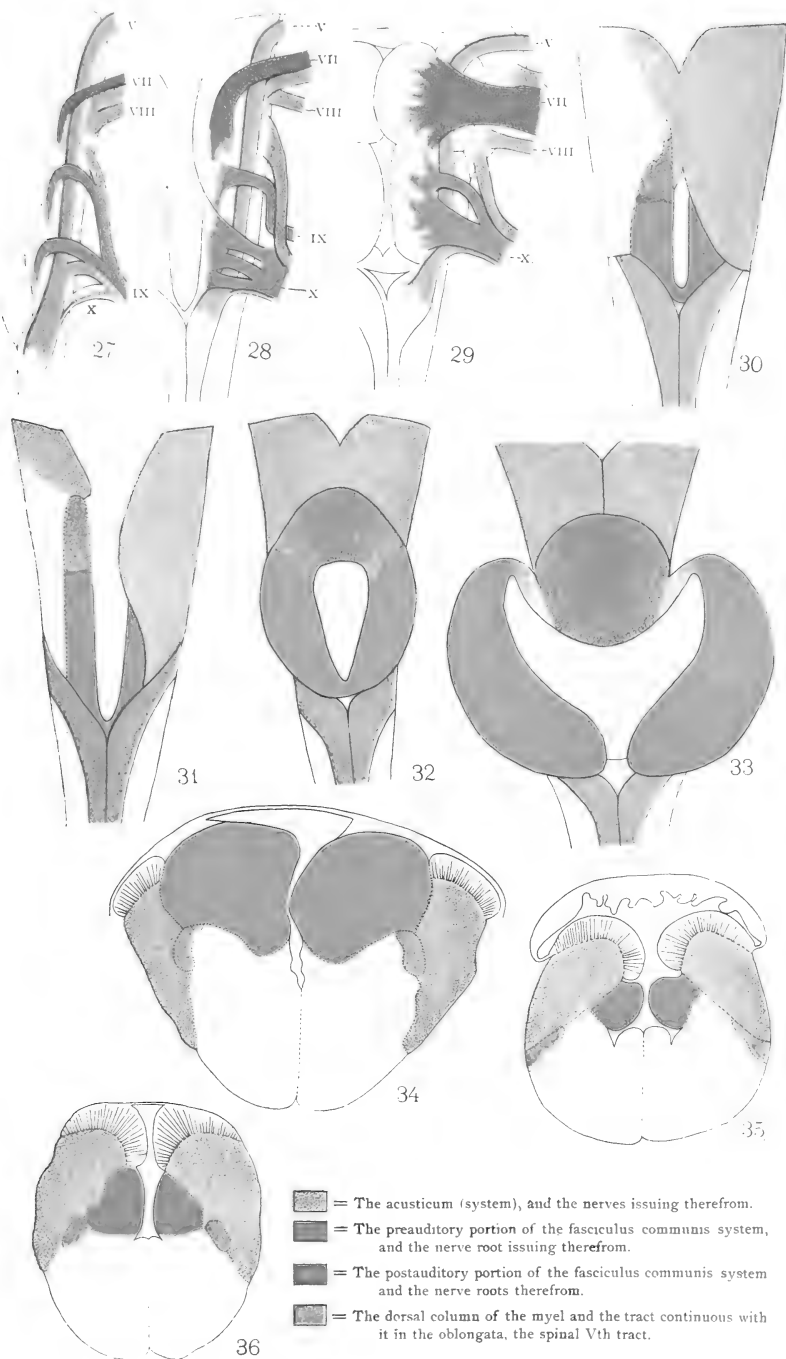 V
VII
VIII
IX
X
27
V
VII
VIII
IX
X
28
V
VII
VIII
X
29
30
31
32
33
34
35
36
= The acusticum (system), and the nerves issuing therefrom.
= The preauditory portion of the fasciculus communis system,
and the nerve root issuing therefrom.
= The postauditory portion of the fasciculus communis system
and the nerve roots therefrom.
= The dorsal column of the myel and the tract continuous with
it in the oblongata, the spinal Vth tract.